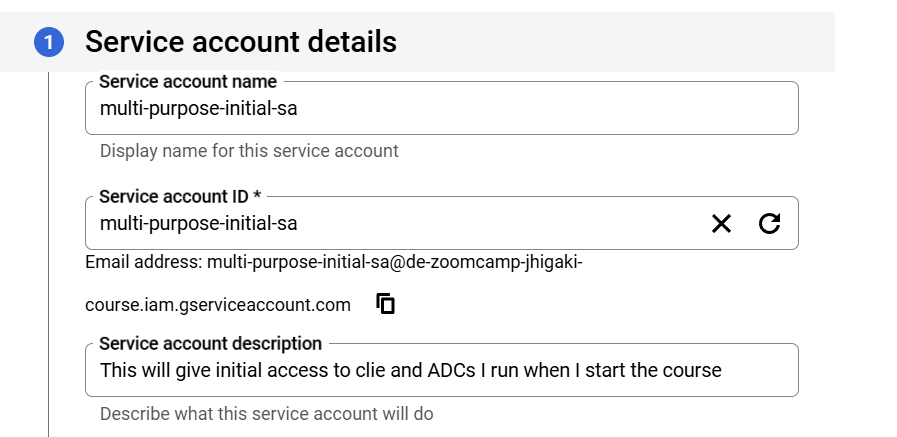 1 Service account details
Service account name
multi-purpose-initial-sa
Display name for this service account
Service account ID *
multi-purpose-initial-sa
Email address: multi-purpose-initial-sa@de-zoomcamp-jhigaki-
course.iam.gserviceaccount.com
Service account description
This will give initial access to clie and ADCs I run when I start the course
Describe what this service account will do